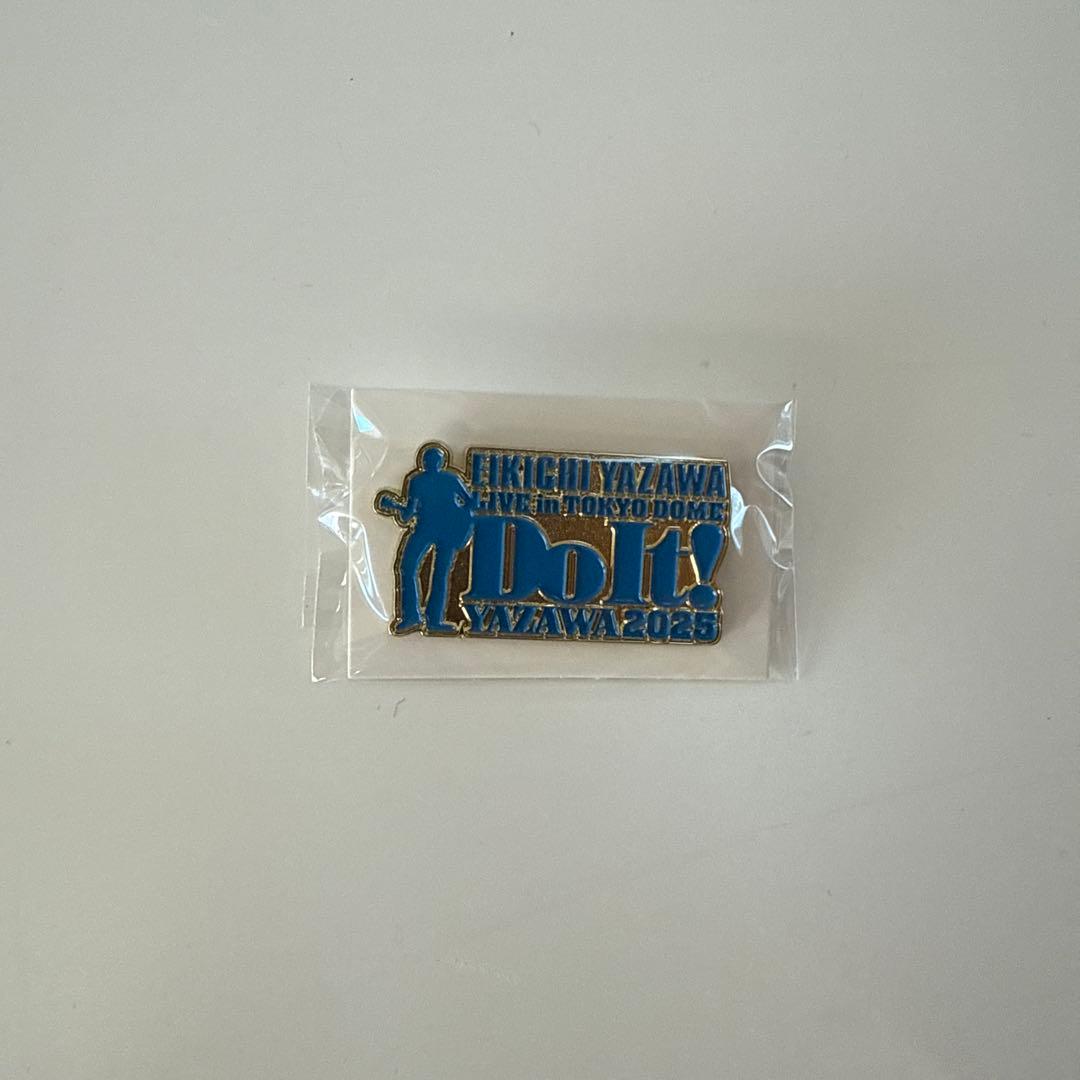 EIKICHI YAZAWA
LIVE in TOKYO DOME
Do It!
YAZAWA 2025